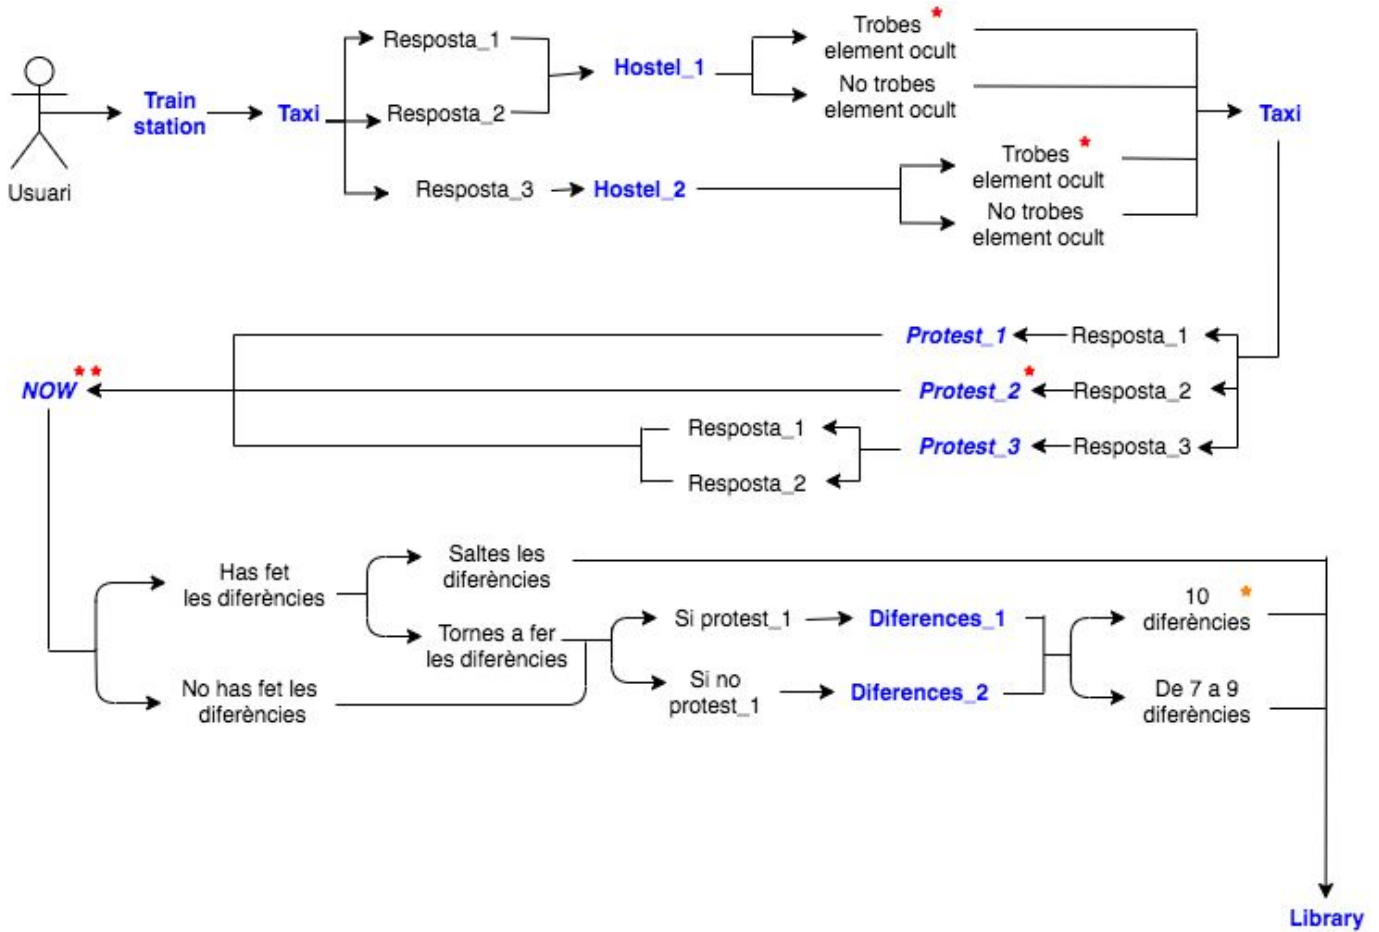 Usuari
Train
station
Taxi
Resposta_1
Resposta_2
Resposta_3
Hostel_1
Hostel_2
Trobes *
element ocult
No trobes
element ocult
Trobes *
element ocult
No trobes
element ocult
Taxi
Resposta_1
Resposta_2
Resposta_3
Protest_1
Protest_2 *
Protest_3
Resposta_1
Resposta_2
NOW **
Has fet
les diferències
No has fet les
diferències
Saltes les
diferències
Tornes a fer
les diferències
Si protest_1
Si no
protest_1
Diferences_1
Diferences_2
10 *
diferències
De 7 a 9
diferències
Library